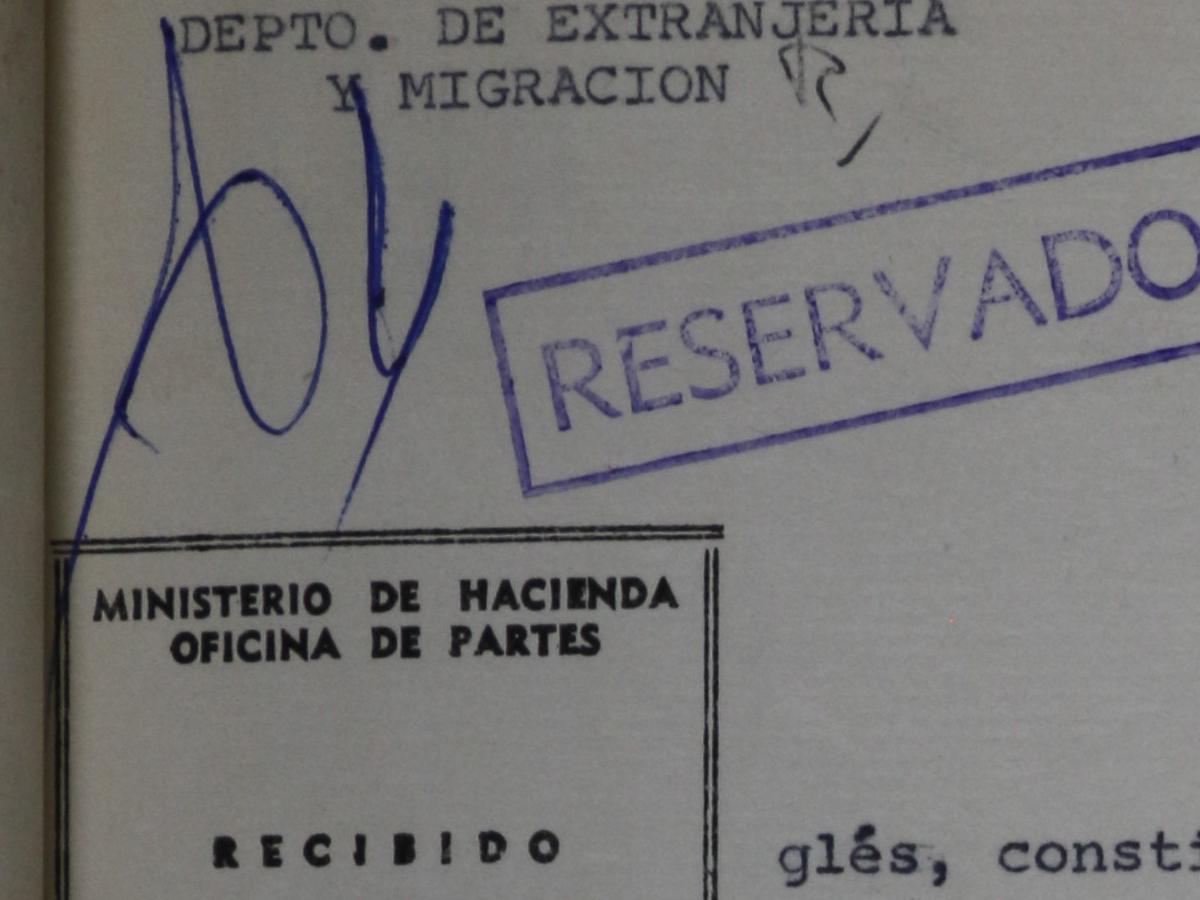 DEPTO. DE EXTRANJERIA
Y MIGRACION
RESERVADO
MINISTERIO DE HACIENDA
OFICINA DE PARTES
RECIBIDO
glés, consti